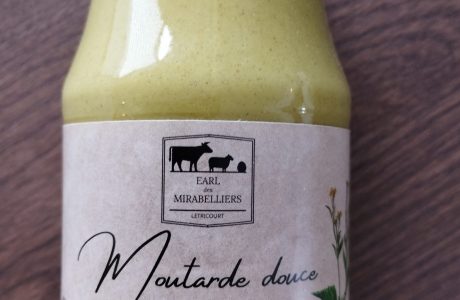 EARL
des
MIRABELLIERS
LETRICOURT
Moutarde douce